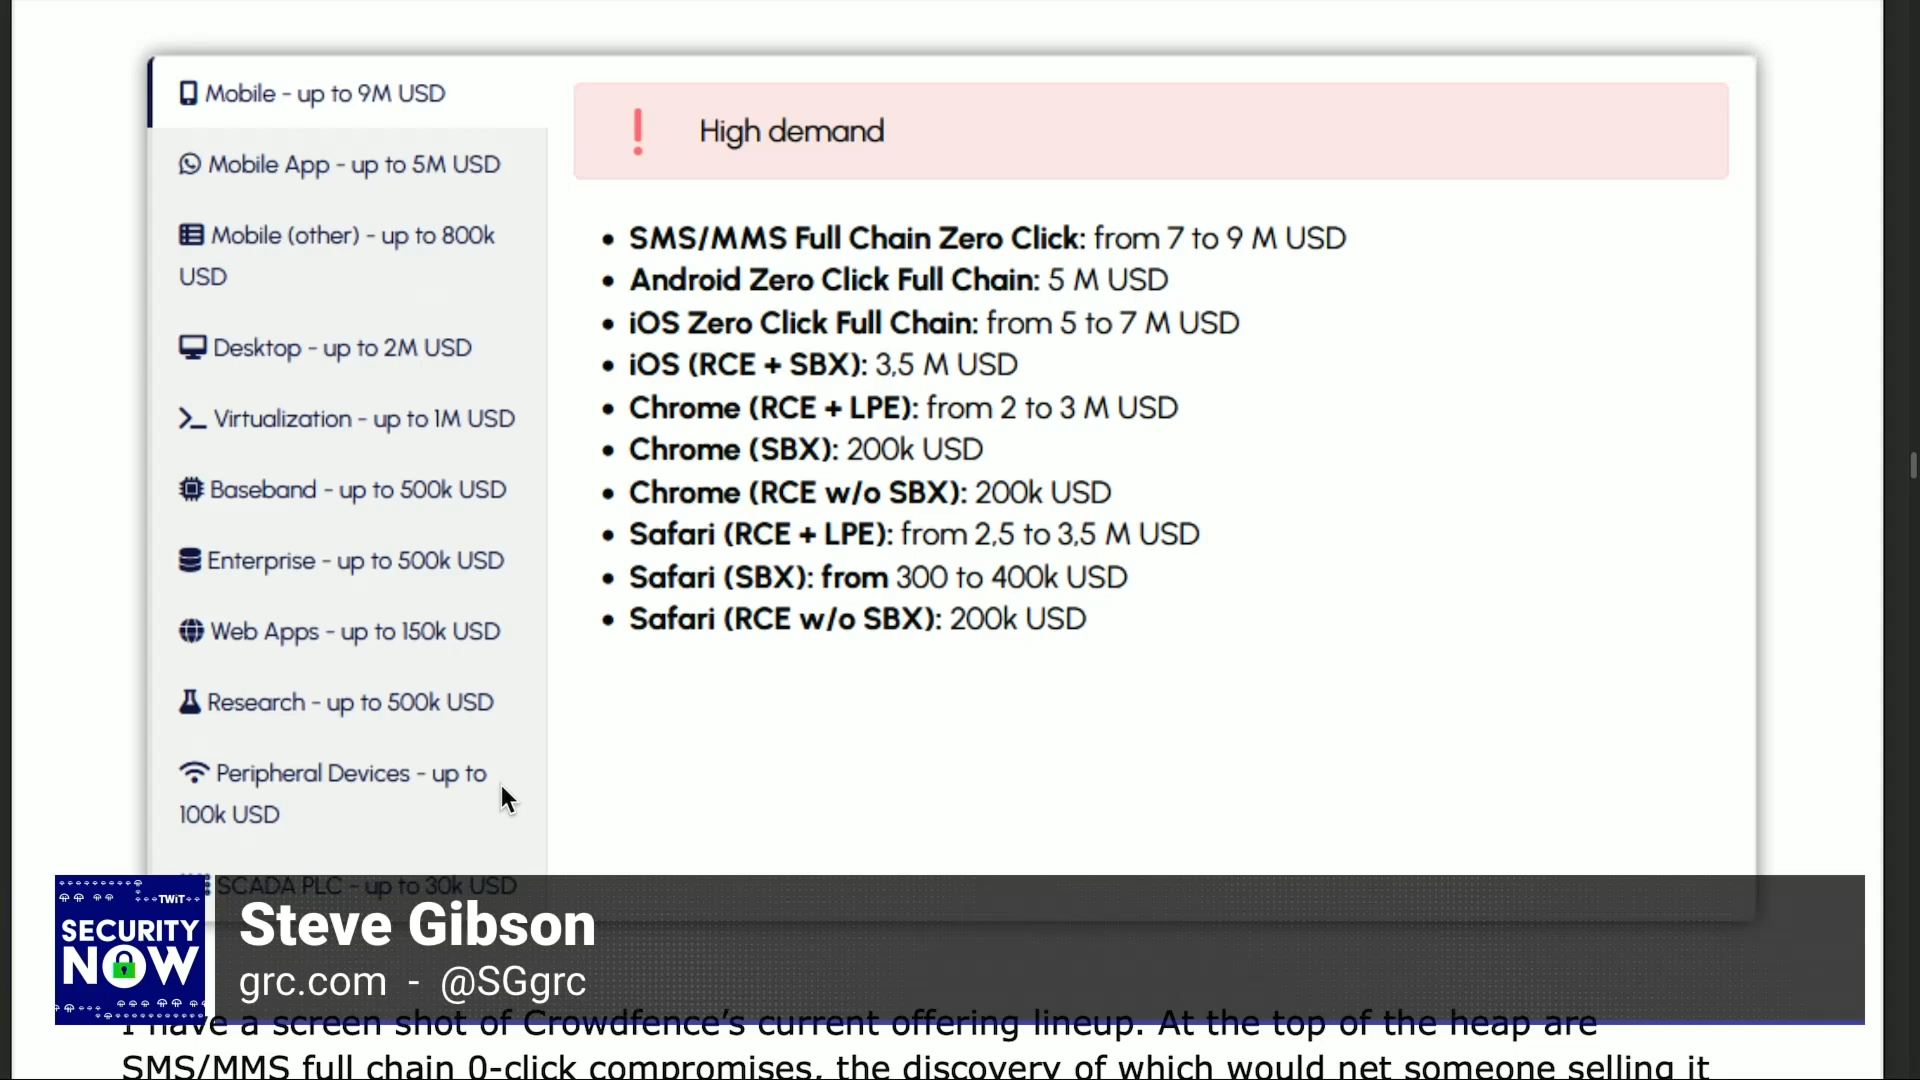 Mobile - up to 9M USD
Mobile App - up to 5M USD
Mobile (other) - up to 800k
USD
Desktop - up to 2M USD
Virtualization - up to 1M USD
Baseband - up to 500k USD
Enterprise - up to 500k USD
Web Apps - up to 150k USD
Research - up to 500k USD
Peripheral Devices - up to
100k USD
SCADA PLC - up to 30k USD
High demand
• SMS/MMS Full Chain Zero Click: from 7 to 9 M USD
• Android Zero Click Full Chain: 5 M USD
• iOS Zero Click Full Chain: from 5 to 7 M USD
• iOS (RCE + SBX): 3,5 M USD
• Chrome (RCE + LPE): from 2 to 3 M USD
• Chrome (SBX): 200k USD
• Chrome (RCE w/o SBX): 200k USD
• Safari (RCE + LPE): from 2,5 to 3,5 M USD
• Safari (SBX): from 300 to 400k USD
• Safari (RCE w/o SBX): 200k USD
TWiT
SECURITY
NOW
Steve Gibson
grc.com - @SGgrc
I have a screen shot of Crowdfence's current offering lineup. At the top of the heap are
SMS/MMS full chain 0-click compromises, the discovery of which would net someone selling it